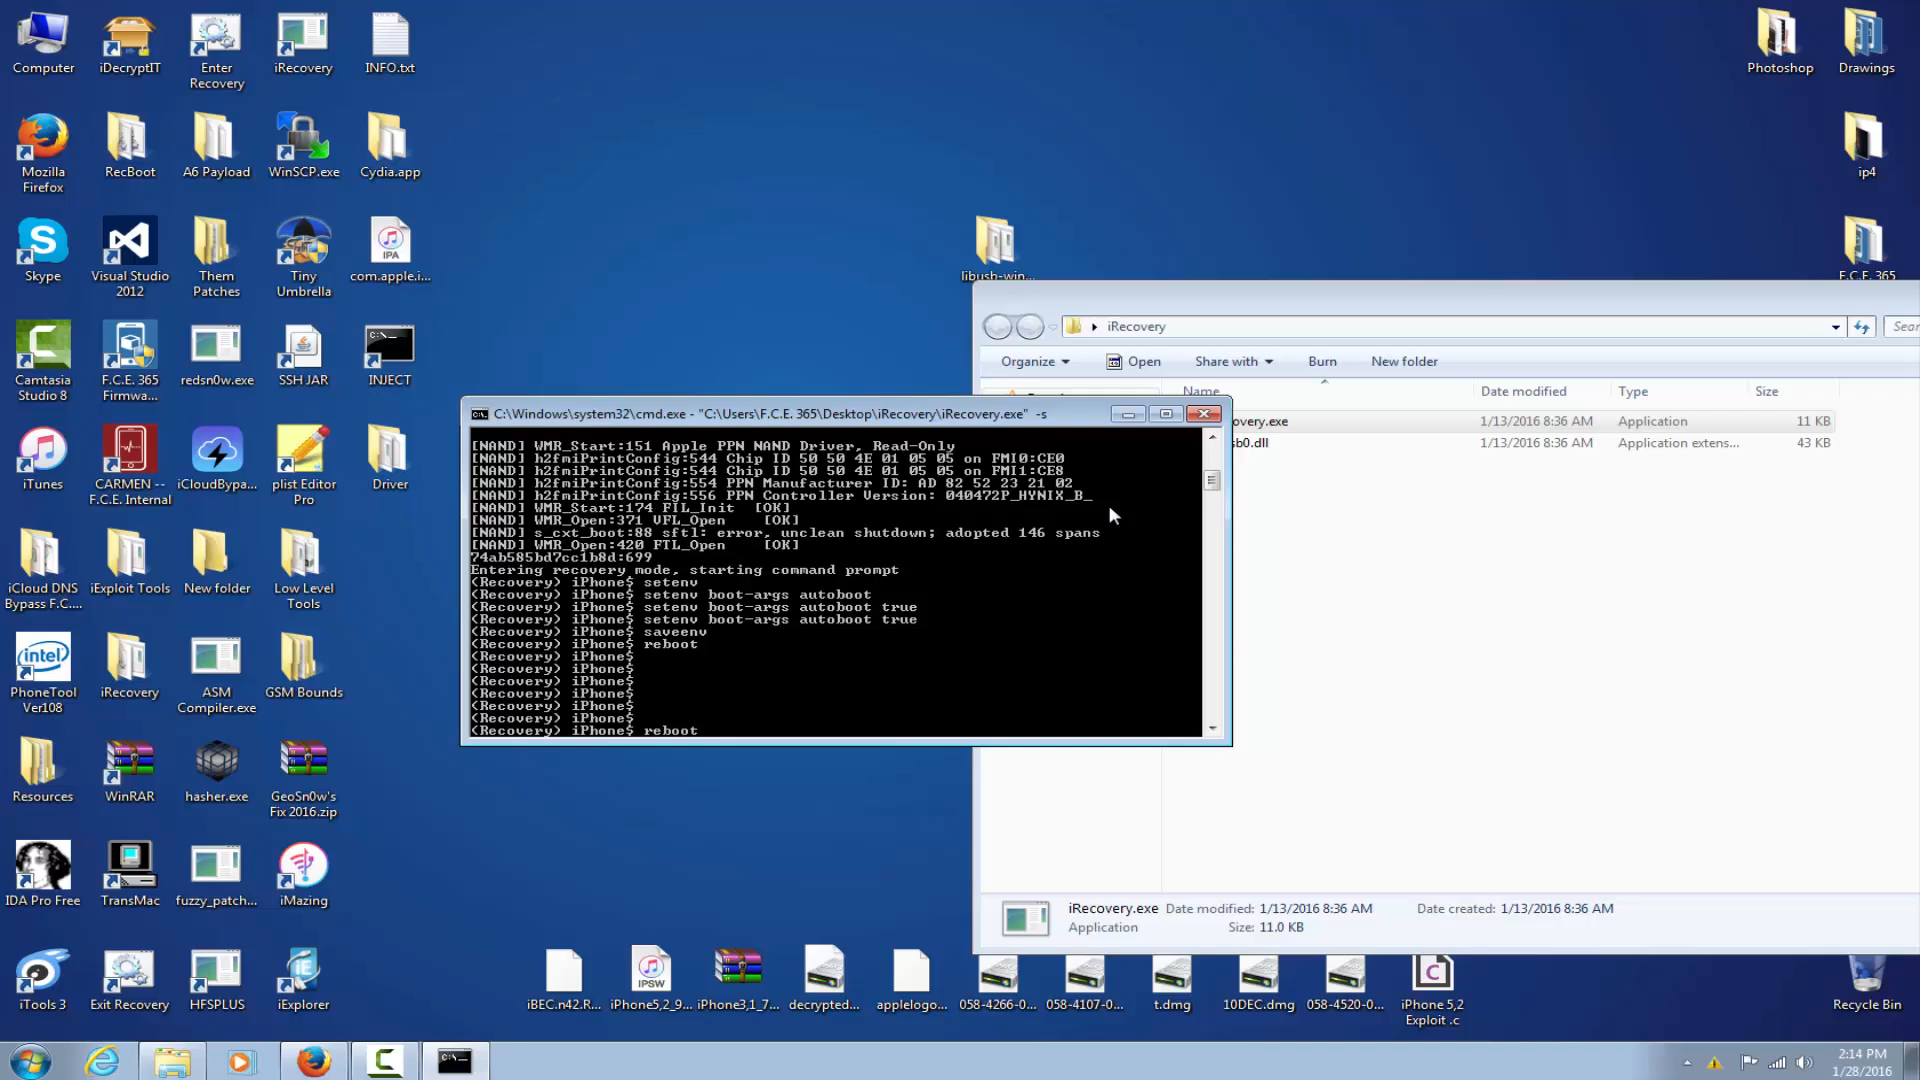 Computer
iDecryptIT
Enter
Recovery
iRecovery
INFO.txt
Photoshop
Drawings
Mozilla
Firefox
RecBoot
A6 Payload
WinSCP.exe
Cydia.app
ip4
Skype
Visual Studio
2012
Them
Patches
Tiny
Umbrella
com.apple.i...
IPA
libusb-win...
F.C.E. 365
Camtasia
Studio 8
F.C.E. 365
Firmwa...
redsn0w.exe
SSH JAR
INJECT
iTunes
CARMEN --
F.C.E. Internal
iCloudBypa...
plist Editor
Pro
Driver
iCloud DNS
Bypass F.C....
iExploit Tools
New folder
Low Level
Tools
intel
PhoneTool
Ver108
iRecovery
ASM
Compiler.exe
GSM Bounds
Resources
WinRAR
hasher.exe
GeoSn0w's
Fix 2016.zip
IDA Pro Free
TransMac
fuzzy_patch...
iMazing
iTools 3
Exit Recovery
HFSPLUS
iExplorer
iRecovery
Sear
Organize
Open
Share with
Burn
New folder
Name
Date modified
Type
Size
overy.exe
1/13/2016 8:36 AM
Application
11 KB
sb0.dll
1/13/2016 8:36 AM
Application extens...
43 KB
C:\Windows\system32\cmd.exe - "C:\Users\F.C.E. 365\Desktop\iRecovery\iRecovery.exe" -s
[NAND] WMR_Start:151 Apple PPN NAND Driver, Read-Only
[NAND] h2fmiPrintConfig:544 Chip ID 50 50 4E 01 05 05 on FMI0:CE0
[NAND] h2fmiPrintConfig:544 Chip ID 50 50 4E 01 05 05 on FMI1:CE8
[NAND] h2fmiPrintConfig:554 PPN Manufacturer ID: AD 82 52 23 21 02
[NAND] h2fmiPrintConfig:556 PPN Controller Version: 040472P_HYNIX_B_
[NAND] WMR_Start:174 FIL_Init [OK]
[NAND] WMR_Open:371 VFL_Open [OK]
[NAND] s_cxt_boot:88 sftl: error, unclean shutdown; adopted 146 spans
[NAND] WMR_Open:420 FTL_Open [OK]
74ab585bd7cc1b8d:699
Entering recovery mode, starting command prompt
(Recovery) iPhone$ setenv
(Recovery) iPhone$ setenv boot-args autoboot
(Recovery) iPhone$ setenv boot-args autoboot true
(Recovery) iPhone$ setenv boot-args autoboot true
(Recovery) iPhone$ saveenv
(Recovery) iPhone$ reboot
(Recovery) iPhone$
(Recovery) iPhone$
(Recovery) iPhone$
(Recovery) iPhone$
(Recovery) iPhone$
(Recovery) iPhone$
(Recovery) iPhone$ reboot
iRecovery.exe Date modified: 1/13/2016 8:36 AM
Date created: 1/13/2016 8:36 AM
Application
Size: 11.0 KB
iBEC.n42.R...
IPSW
iPhone5,2_9...
iPhone3,1_7...
decrypted...
applelogo...
058-4266-0...
058-4107-0...
t.dmg
10DEC.dmg
058-4520-0...
iPhone 5,2
Exploit .c
Recycle Bin
2:14 PM
1/28/2016